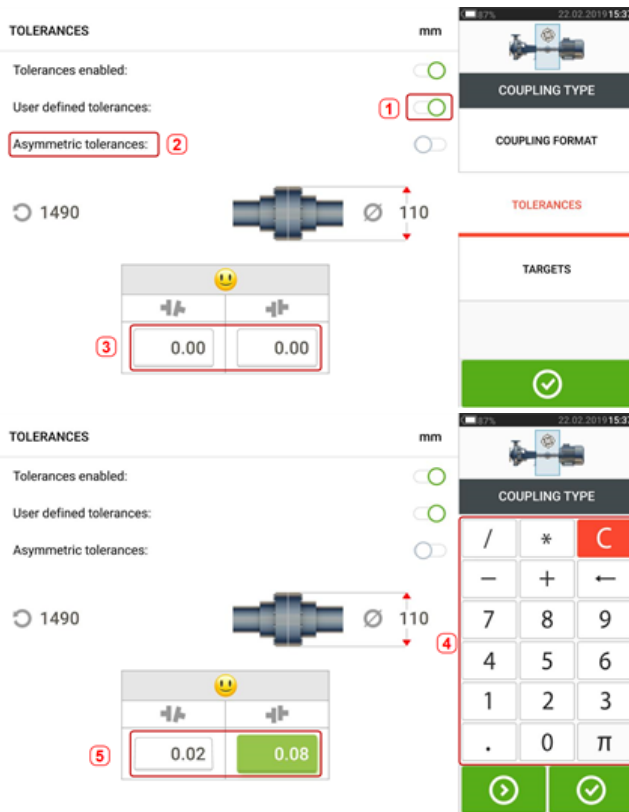 TOLERANCES mm
Tolerances enabled:
User defined tolerances: 1
Asymmetric tolerances: 2
1490 Ø 110
3 0.00 0.00
87% 22.02.2019 15:37
COUPLING TYPE
COUPLING FORMAT
TOLERANCES
TARGETS
TOLERANCES mm
Tolerances enabled:
User defined tolerances:
Asymmetric tolerances:
1490 Ø 110
5 0.02 0.08
87% 22.02.2019 15:37
COUPLING TYPE
/ * C
− + ←
7 8 9
4
4 5 6
1 2 3
. 0 π